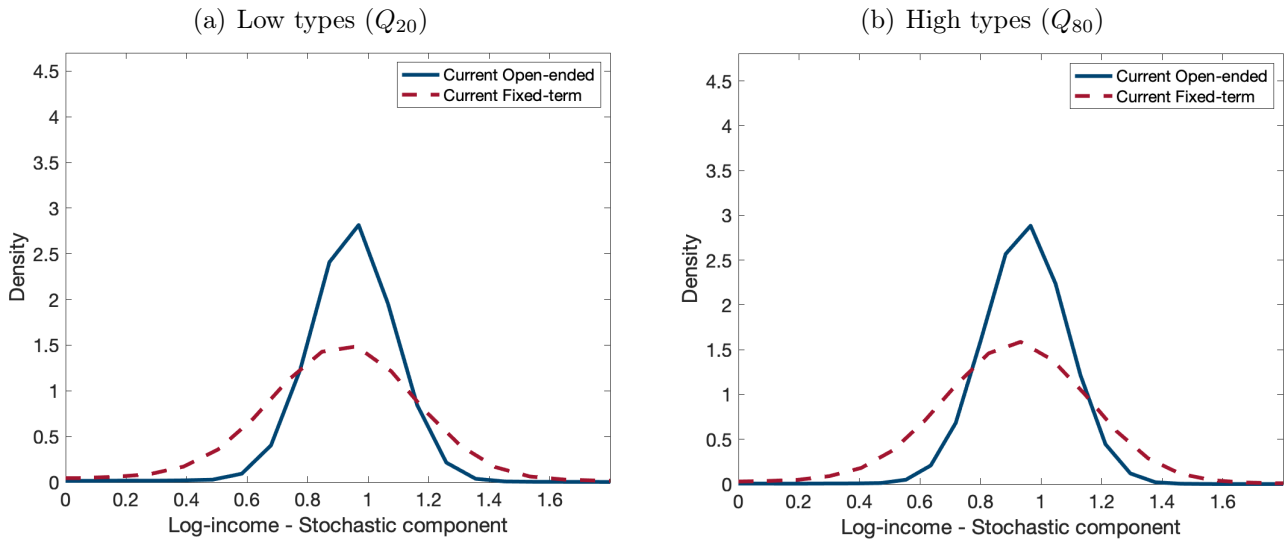 (a) Low types (Q20)
Current Open-ended
Current Fixed-term
4.5
4
3.5
3
2.5
2
1.5
1
0.5
0
Density
0 0.2 0.4 0.6 0.8 1 1.2 1.4 1.6
Log-income - Stochastic component
(b) High types (Q80)
Current Open-ended
Current Fixed-term
4.5
4
3.5
3
2.5
2
1.5
1
0.5
0
Density
0 0.2 0.4 0.6 0.8 1 1.2 1.4 1.6
Log-income - Stochastic component